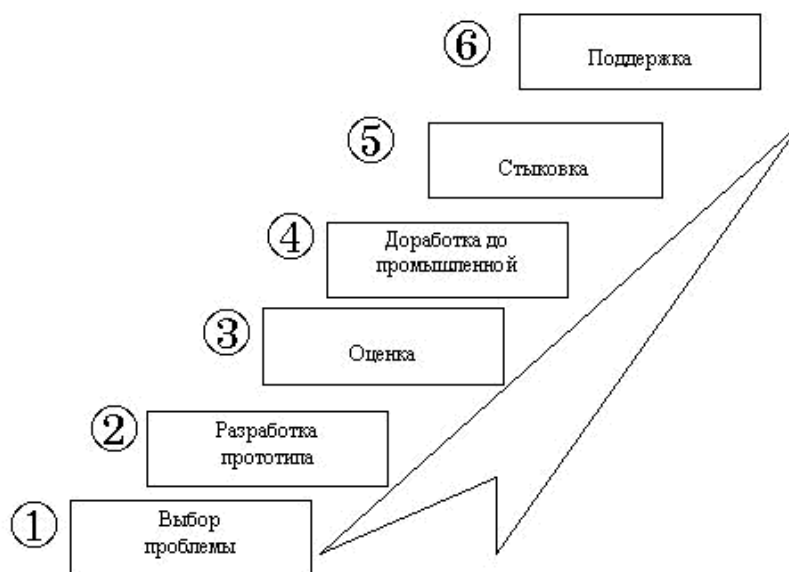 ⑥
Поддержка
⑤
Стыковка
④
Доработка до
промышленной
③
Оценка
②
Разработка
прототипа
①
Выбор
проблемы